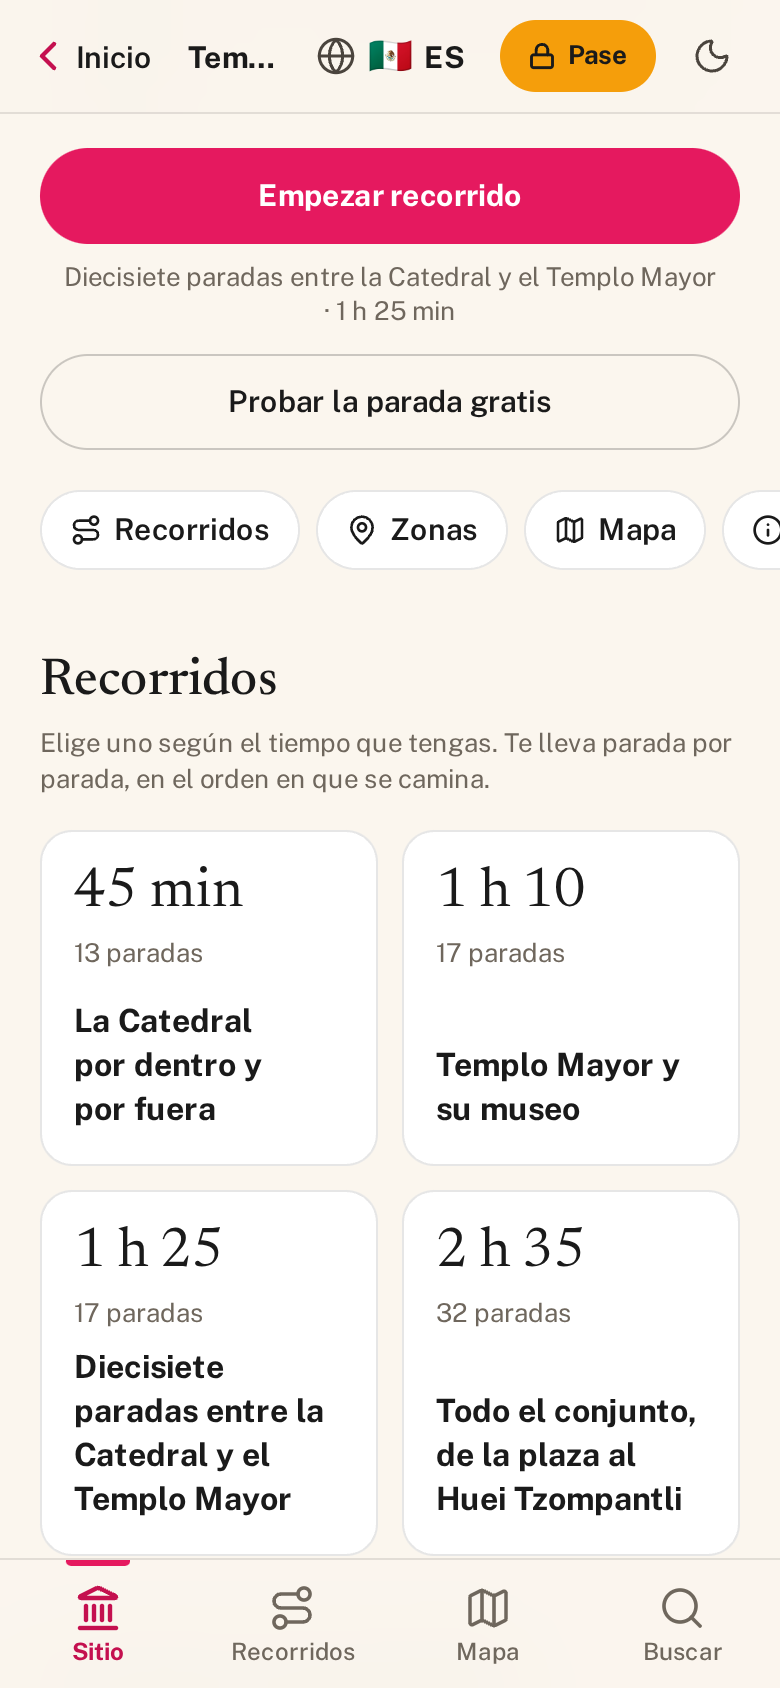 Inicio
Tem...
ES
Pase
Empezar recorrido
Diecisiete paradas entre la Catedral y el Templo Mayor
· 1 h 25 min
Probar la parada gratis
Recorridos
Zonas
Mapa
Recorridos
Elige uno según el tiempo que tengas. Te lleva parada por
parada, en el orden en que se camina.
45 min
13 paradas
La Catedral
por dentro y
por fuera
1 h 10
17 paradas
Templo Mayor y
su museo
1 h 25
17 paradas
Diecisiete
paradas entre la
Catedral y el
Templo Mayor
2 h 35
32 paradas
Todo el conjunto,
de la plaza al
Huei Tzompantli
Sitio
Recorridos
Mapa
Buscar